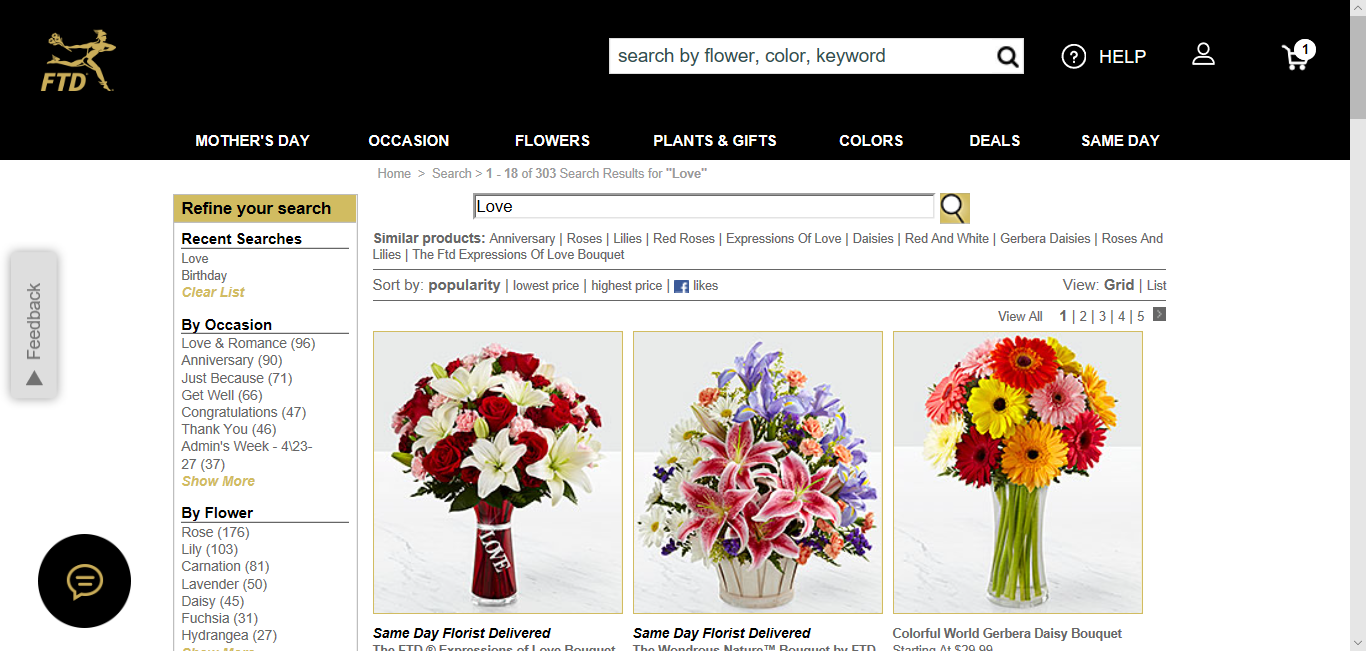 FTD
search by flower, color, keyword
HELP
1
MOTHER'S DAY OCCASION FLOWERS PLANTS & GIFTS COLORS DEALS SAME DAY
Home > Search > 1 - 18 of 303 Search Results for "Love"
Feedback
Refine your search
Recent Searches
Love
Birthday
Clear List
By Occasion
Love & Romance (96)
Anniversary (90)
Just Because (71)
Get Well (66)
Congratulations (47)
Thank You (46)
Admin's Week - 4\23-
27 (37)
Show More
By Flower
Rose (176)
Lily (103)
Carnation (81)
Lavender (50)
Daisy (45)
Fuchsia (31)
Hydrangea (27)
Show More
Love
Similar products: Anniversary | Roses | Lilies | Red Roses | Expressions Of Love | Daisies | Red And White | Gerbera Daisies | Roses And
Lilies | The Ftd Expressions Of Love Bouquet
Sort by: popularity | lowest price | highest price | f likes
View: Grid | List
View All 1 | 2 | 3 | 4 | 5 >
LOVE
Same Day Florist Delivered
The FTD ® Expressions of Love Bouquet
Same Day Florist Delivered
The Wondrous Nature™ Bouquet by FTD
Colorful World Gerbera Daisy Bouquet
Starting At $29.99